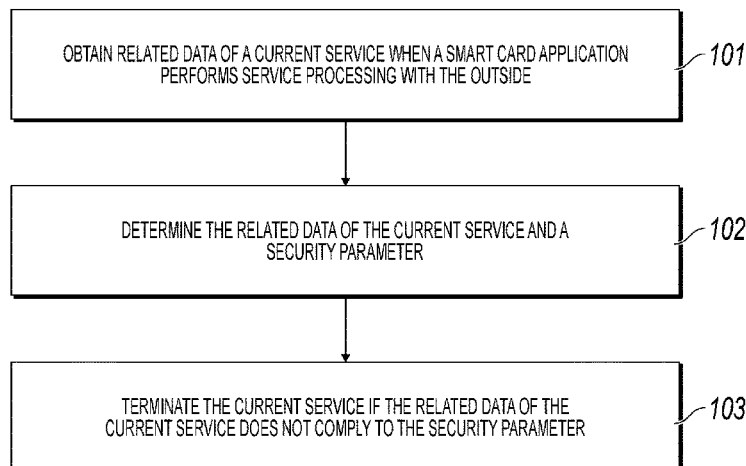 OBTAIN RELATED DATA OF A CURRENT SERVICE WHEN A SMART CARD APPLICATION
PERFORMS SERVICE PROCESSING WITH THE OUTSIDE
101
DETERMINE THE RELATED DATA OF THE CURRENT SERVICE AND A
SECURITY PARAMETER
102
TERMINATE THE CURRENT SERVICE IF THE RELATED DATA OF THE
CURRENT SERVICE DOES NOT COMPLY TO THE SECURITY PARAMETER
103